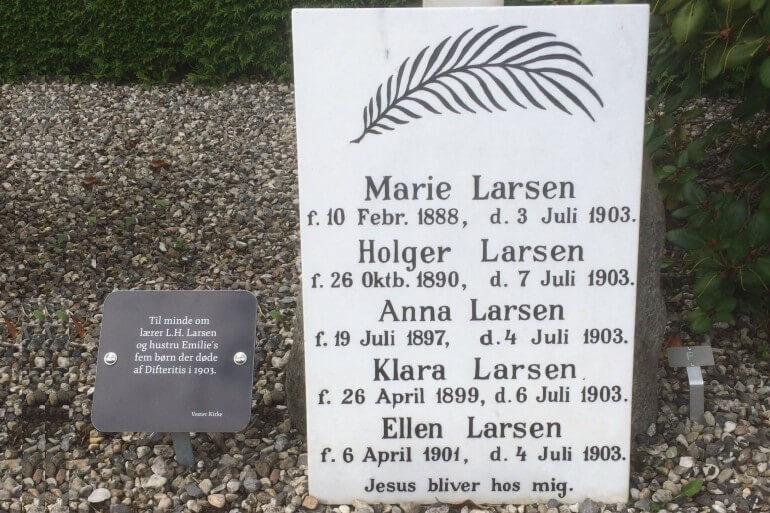 Marie Larsen
f. 10 Febr. 1888, d. 3 Juli 1903.
Holger Larsen
f. 26 Oktb. 1890, d. 7 Juli 1903.
Anna Larsen
f. 19 Juli 1897, d. 4 Juli 1903.
Klara Larsen
f. 26 April 1899, d. 6 Juli 1903.
Ellen Larsen
f. 6 April 1901, d. 4 Juli 1903.
Jesus bliver hos mig.
Til minde om
lærer L.H. Larsen
og hustru Emilie's
fem børn der døde
af Difteritis i 1903.
Vester Kirke